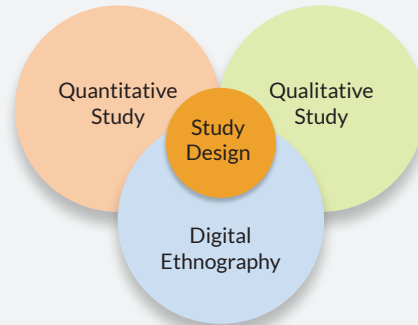 Quantitative
Study
Qualitative
Study
Study
Design
Digital
Ethnography